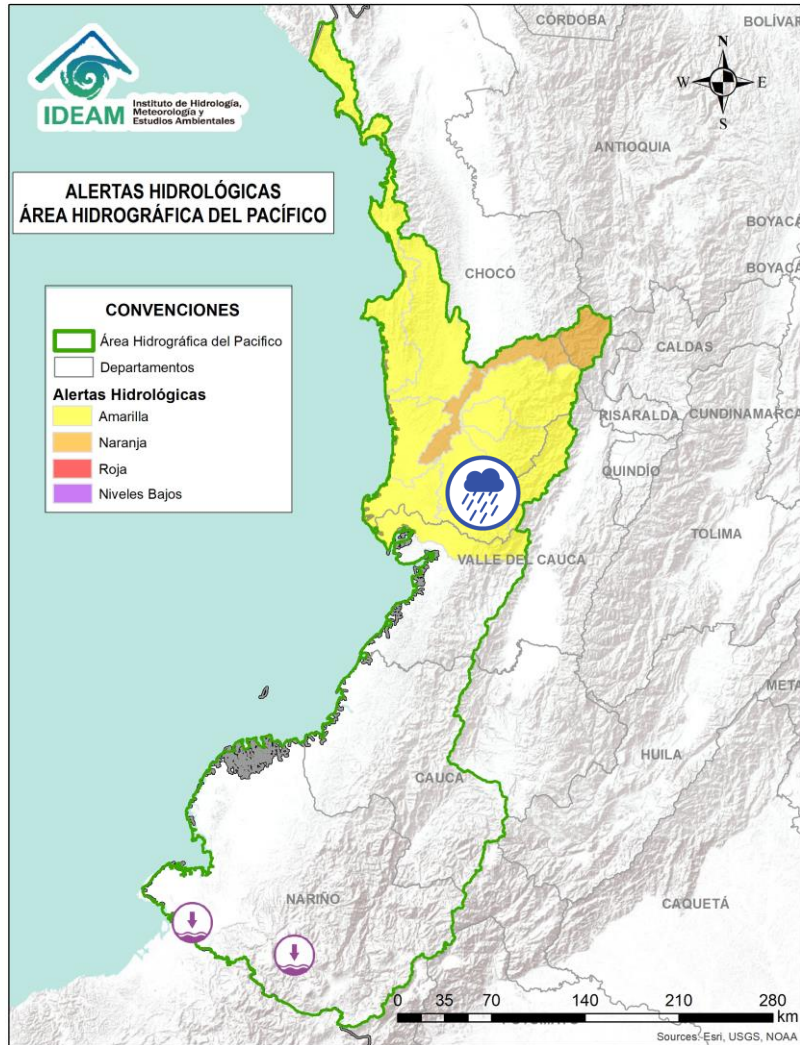 IDEAM
Instituto de Hidrología,
Meteorología y
Estudios Ambientales
CÓRDOBA
BOLÍVAR
N
W
E
S
ANTIOQUIA
ALERTAS HIDROLÓGICAS
ÁREA HIDROGRÁFICA DEL PACÍFICO
BOYACÁ
BOYACÁ
CHOCÓ
CONVENCIONES
Área Hidrográfica del Pacifico
Departamentos
Alertas Hidrológicas
Amarilla
Naranja
Roja
Niveles Bajos
CALDAS
RISARALDA
CUNDINAMARCA
QUINDÍO
TOLIMA
VALLE DEL CAUCA
META
HUILA
CAUCA
NARIÑO
CAQUETÁ
0 35 70 140 210 280
km
Sources: Esri, USGS, NOAA